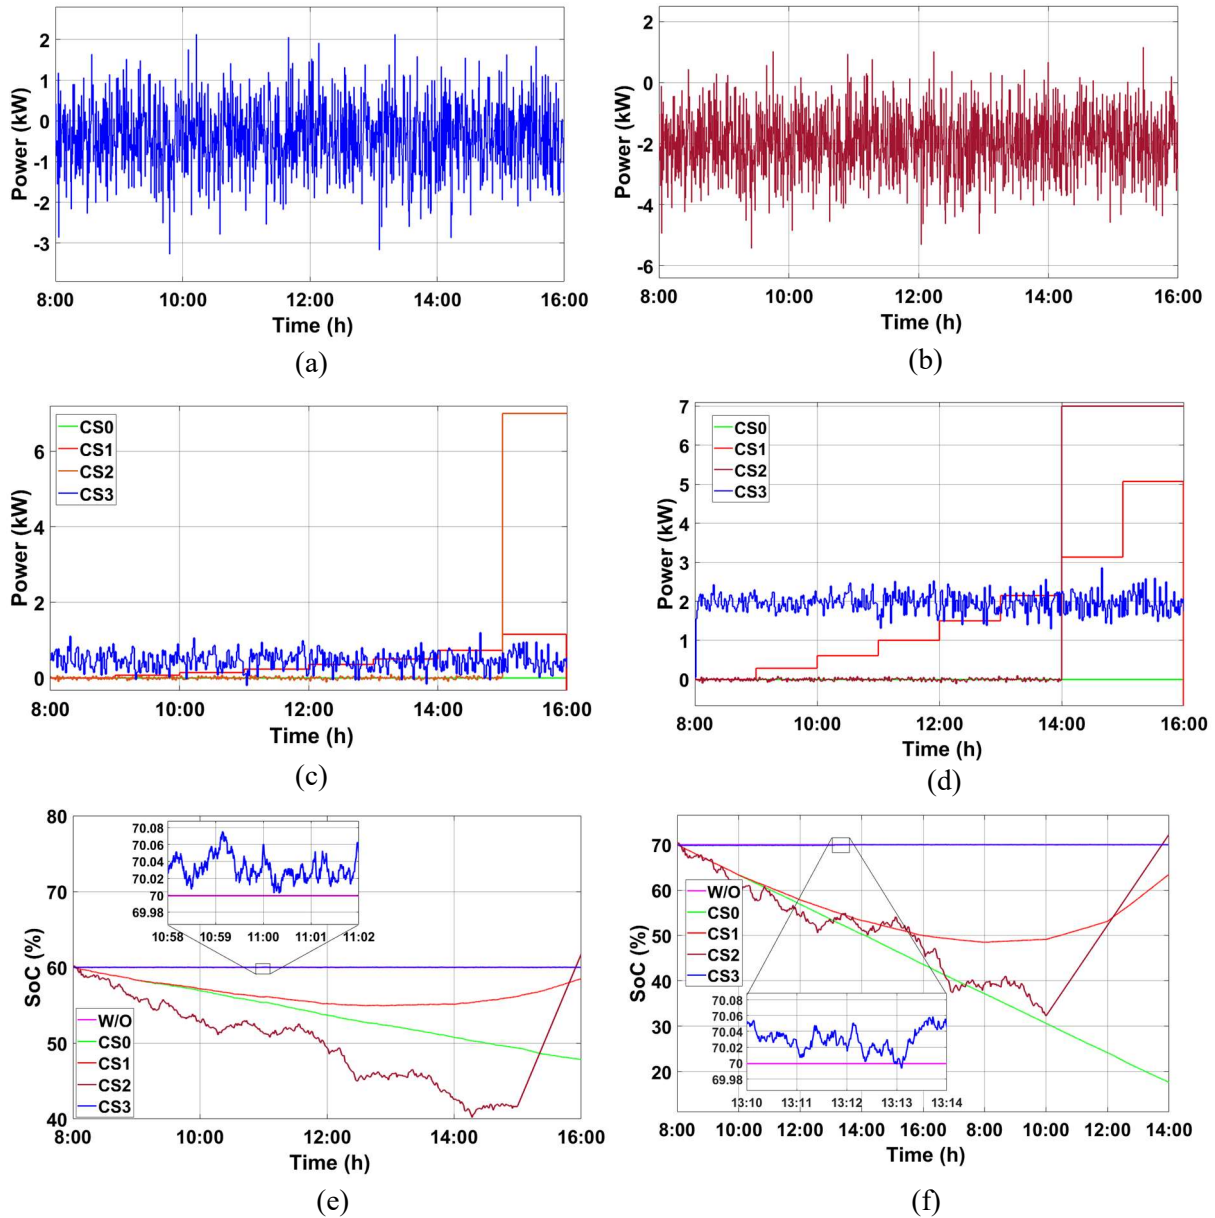 2
1
0
-1
-2
-3
Power (kW)
8:00 10:00 12:00 14:00 16:00
Time (h)
(a)
2
0
-2
-4
-6
Power (kW)
8:00 10:00 12:00 14:00 16:00
Time (h)
(b)
CS0
CS1
CS2
CS3
6
4
2
0
Power (kW)
8:00 10:00 12:00 14:00 16:00
Time (h)
(c)
CS0
CS1
CS2
CS3
7
6
5
4
3
2
1
0
Power (kW)
8:00 10:00 12:00 14:00 16:00
Time (h)
(d)
80
70
60
50
40
SoC (%)
70.08
70.06
70.04
70.02
70
69.98
10:58 10:59 11:00 11:01 11:02
W/O
CS0
CS1
CS2
CS3
8:00 10:00 12:00 14:00 16:00
Time (h)
(e)
70
60
50
40
30
20
SoC (%)
W/O
CS0
CS1
CS2
CS3
70.08
70.06
70.04
70.02
70
69.98
13:10 13:11 13:12 13:13 13:14
8:00 10:00 12:00 14:00 16:00 8:00 10:00 12:00 14:00
Time (h)
(f)